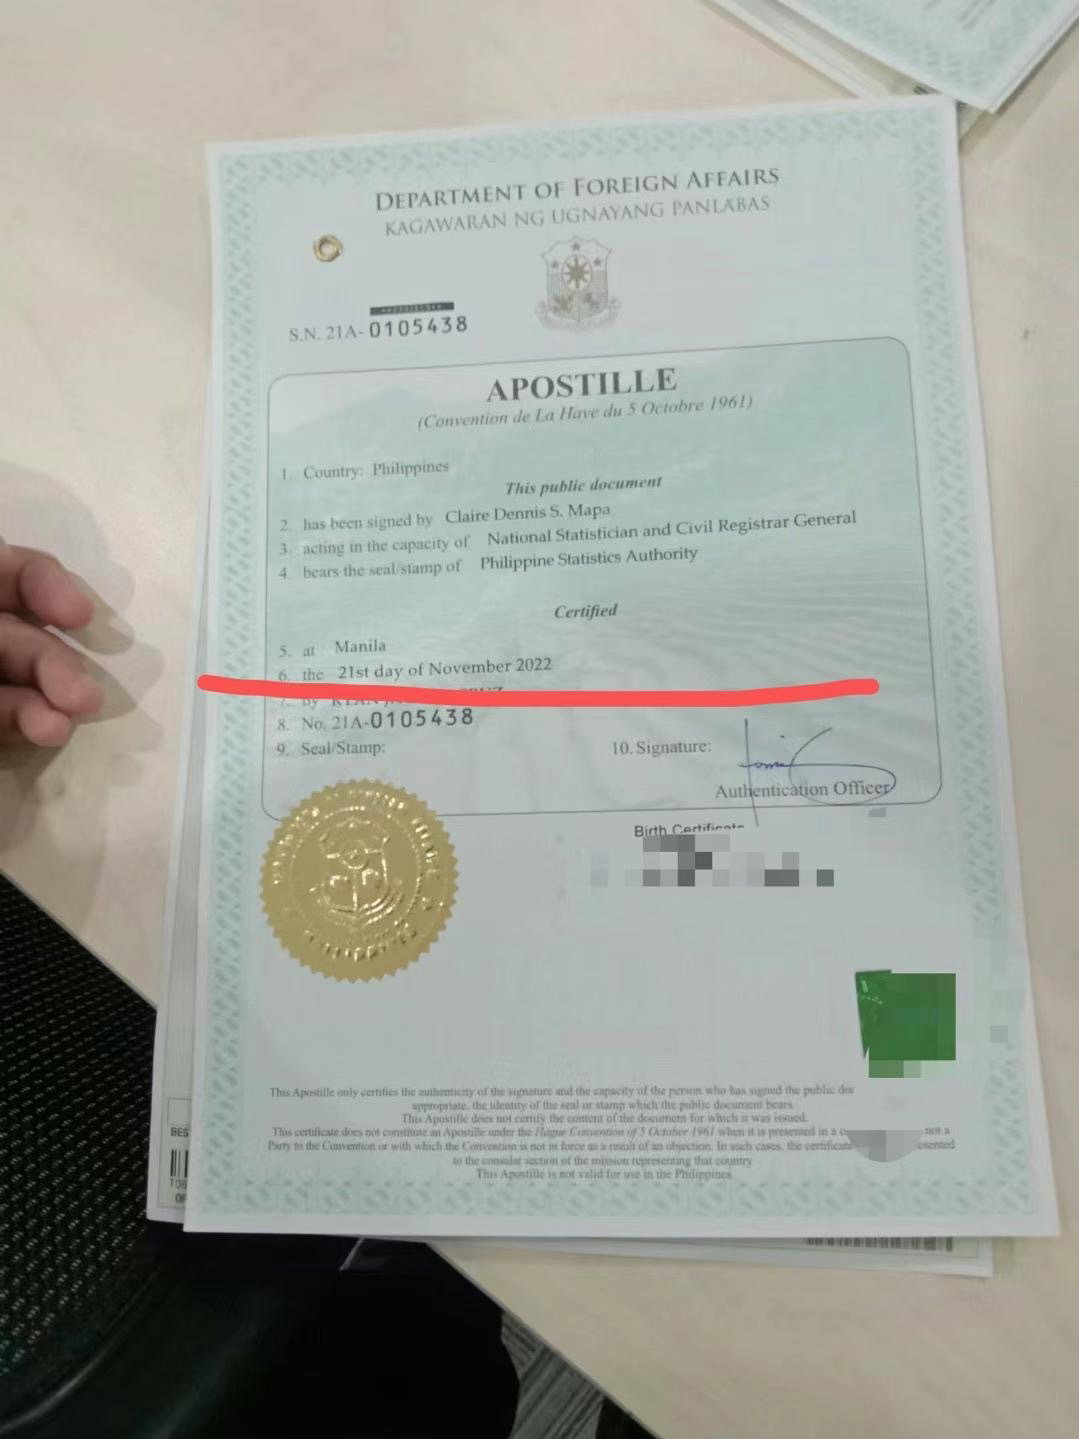 DEPARTMENT OF FOREIGN AFFAIRS
KAGAWARAN NG UGNAYANG PANLABAS
S.N. 21A-0105438
APOSTILLE
(Convention de La Haye du 5 Octobre 1961)
1. Country: Philippines
This public document
2. has been signed by Claire Dennis S. Mapa
3. acting in the capacity of National Statistician and Civil Registrar General
4. bears the seal/stamp of Philippine Statistics Authority
Certified
5. at Manila
6. the 21st day of November 2022
7. by
8. No. 21A-0105438
9. Seal/Stamp:
10. Signature:
Authentication Officer
Birth Certificate
This Apostille only certifies the authenticity of the signature and the capacity of the person who has signed the public doc
appropriate, the identity of the seal or stamp which the public document bears.
This Apostille does not certify the content of the document for which it was issued.
This certificate does not constitute an Apostille under the Hague Convention of 5 October 1961 when it is presented in a not a
Party to the Convention or with which the Convention is not in force as a result of an objection. In such cases, the certificate esented
to the consular section of the mission representing that country
This Apostille is not valid for use in the Philippines.
BES